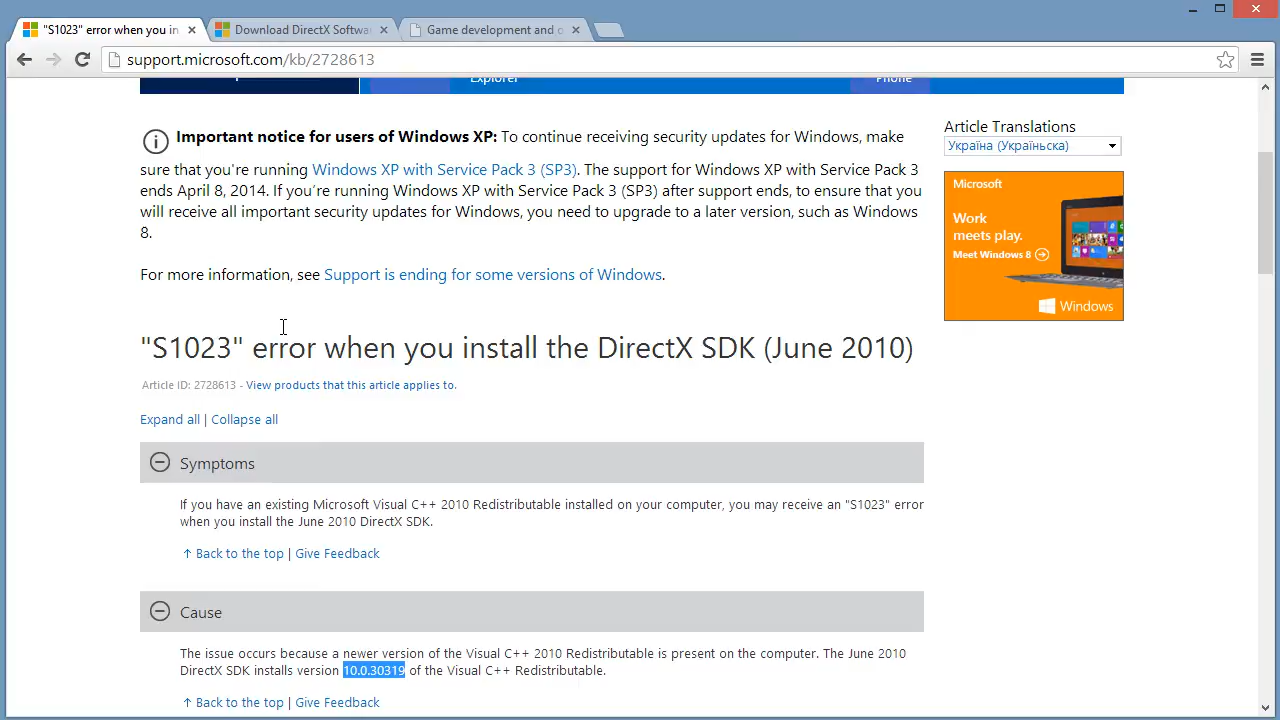 "S1023" error when you in
Download DirectX Softwa
Game development and o
support.microsoft.com/kb/2728613
Explorer
Phone
Important notice for users of Windows XP: To continue receiving security updates for Windows, make
sure that you're running Windows XP with Service Pack 3 (SP3). The support for Windows XP with Service Pack 3
ends April 8, 2014. If you’re running Windows XP with Service Pack 3 (SP3) after support ends, to ensure that you
will receive all important security updates for Windows, you need to upgrade to a later version, such as Windows
8.
For more information, see Support is ending for some versions of Windows.
Article Translations
Україна (Українська)
Microsoft
Work
meets play.
Meet Windows 8
Windows
"S1023" error when you install the DirectX SDK (June 2010)
Article ID: 2728613 - View products that this article applies to.
Expand all | Collapse all
Symptoms
If you have an existing Microsoft Visual C++ 2010 Redistributable installed on your computer, you may receive an "S1023" error
when you install the June 2010 DirectX SDK.
Back to the top | Give Feedback
Cause
The issue occurs because a newer version of the Visual C++ 2010 Redistributable is present on the computer. The June 2010
DirectX SDK installs version 10.0.30319 of the Visual C++ Redistributable.
Back to the top | Give Feedback